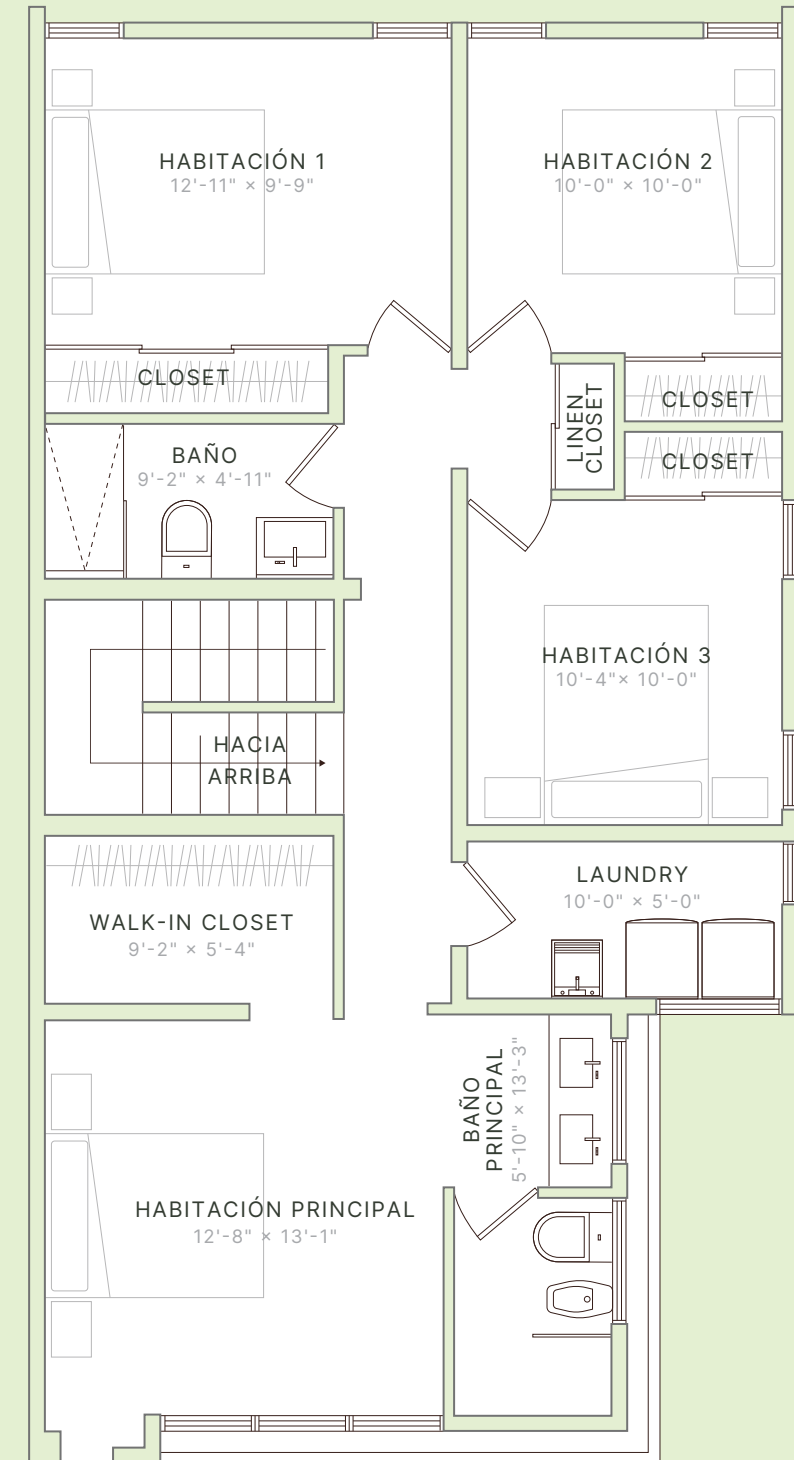 HABITACIÓN 1
12'-11" × 9'-9"
HABITACIÓN 2
10'-0" × 10'-0"
CLOSET
LINEN
CLOSET
CLOSET
CLOSET
BAÑO
9'-2" × 4'-11"
HABITACIÓN 3
10'-4"× 10'-0"
HACIA
ARRIBA
LAUNDRY
10'-0" × 5'-0"
WALK-IN CLOSET
9'-2" × 5'-4"
BAÑO
PRINCIPAL
5'-10" × 13'-3"
HABITACIÓN PRINCIPAL
12'-8" × 13'-1"